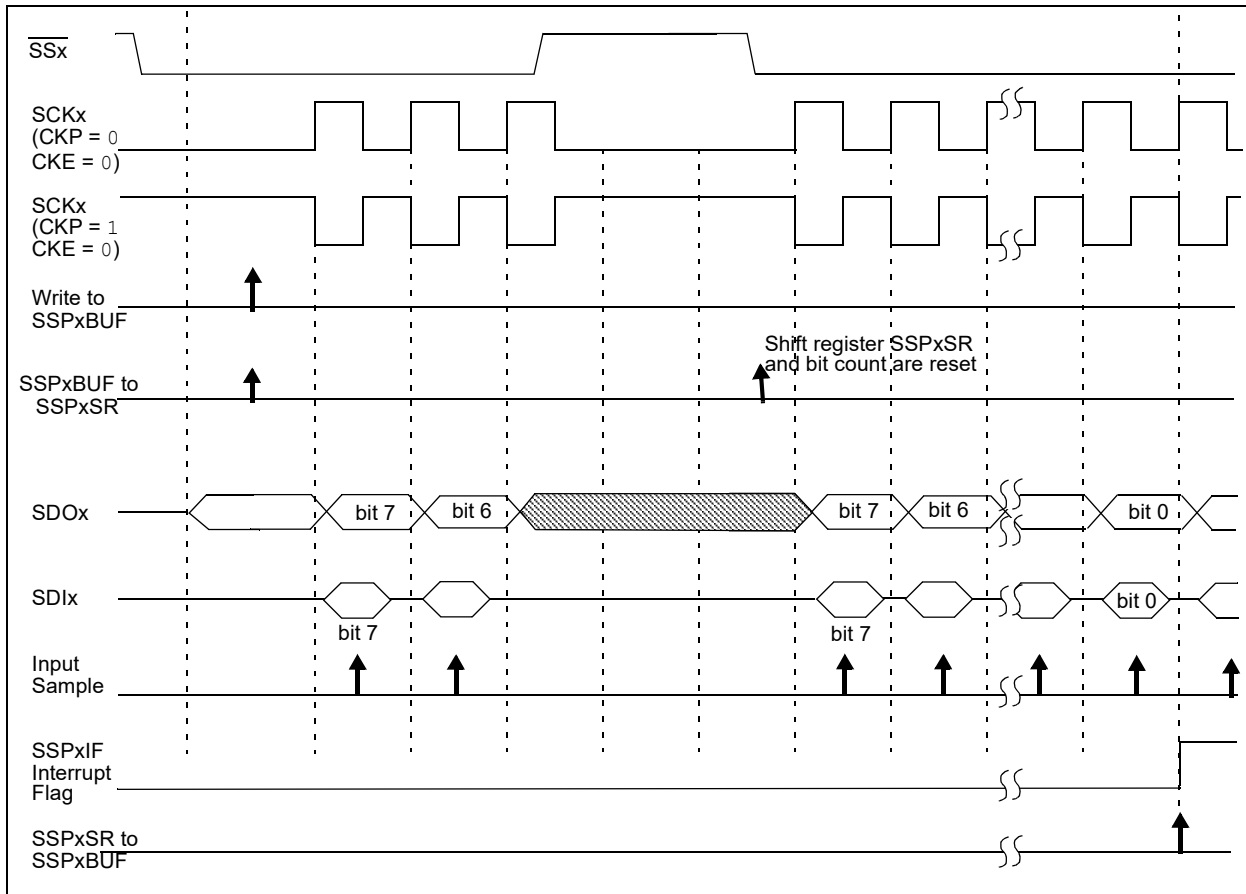 SSx
SCKx
(CKP = 0
CKE = 0)
SCKx
(CKP = 1
CKE = 0)
Write to
SSPxBUF
Shift register SSPxSR
and bit count are reset
SSPxBUF to
SSPxSR
SDOx
bit 7
bit 6
bit 7
bit 6
bit 0
SDIx
bit 0
bit 7
bit 7
Input
Sample
SSPxIF
Interrupt
Flag
SSPxSR to
SSPxBUF